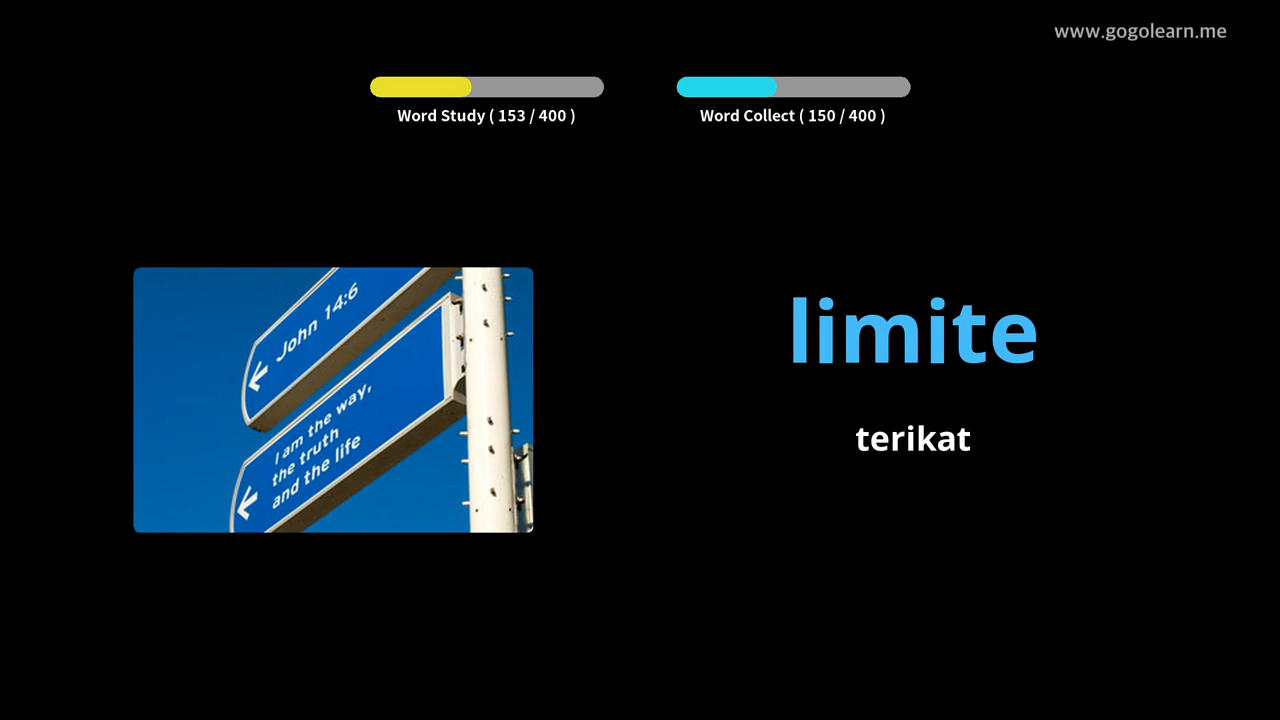 www.gogolearn.me
Word Study ( 153 / 400 )
Word Collect ( 150 / 400 )
John 14:6
I am the way,
the truth
and the life
limite
terikat